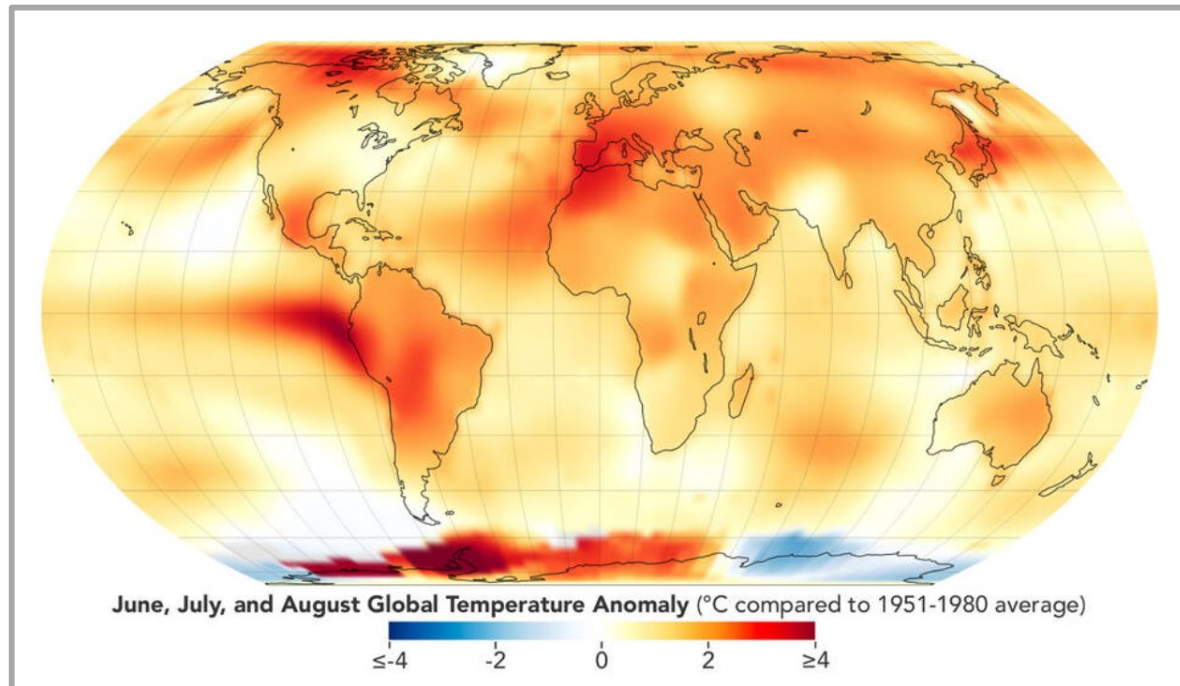 June, July, and August Global Temperature Anomaly (°C compared to 1951-1980 average)
≤-4 -2 0 2 ≥4